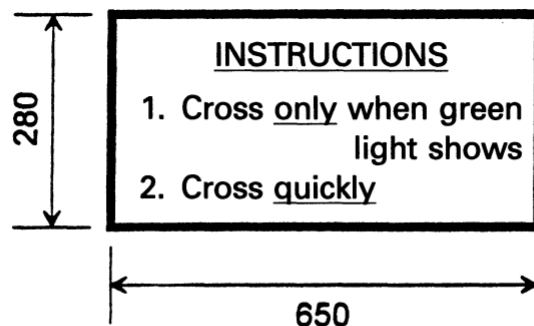 INSTRUCTIONS
1. Cross only when green
light shows
2. Cross quickly
280
650